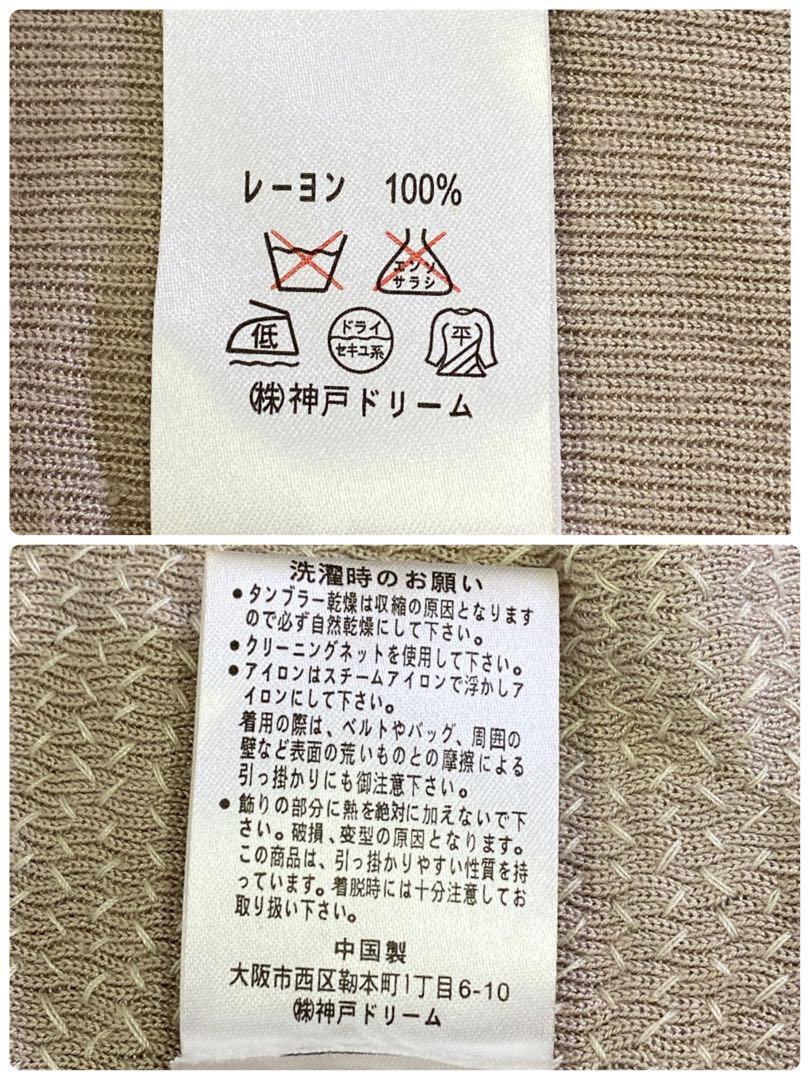 レーヨン 100%
エンソ
サラシ
低
ドライ
セキユ系
平
㈱神戸ドリーム
洗濯時のお願い
●タンブラー乾燥は収縮の原因となります
ので必ず自然乾燥にして下さい。
●クリーニングネットを使用して下さい。
●アイロンはスチームアイロンで浮かしア
イロンにして下さい。
着用の際は、ベルトやバッグ、周囲の
壁など表面の荒いものとの摩擦による
引っ掛かりにも御注意下さい。
●飾りの部分に熱を絶対に加えないで下
さい。破損、変型の原因となります。
この商品は、引っ掛かりやすい性質を持
っています。着脱時には十分注意してお
取り扱い下さい。
中国製
大阪市西区靭本町1丁目6-10
㈱神戸ドリーム